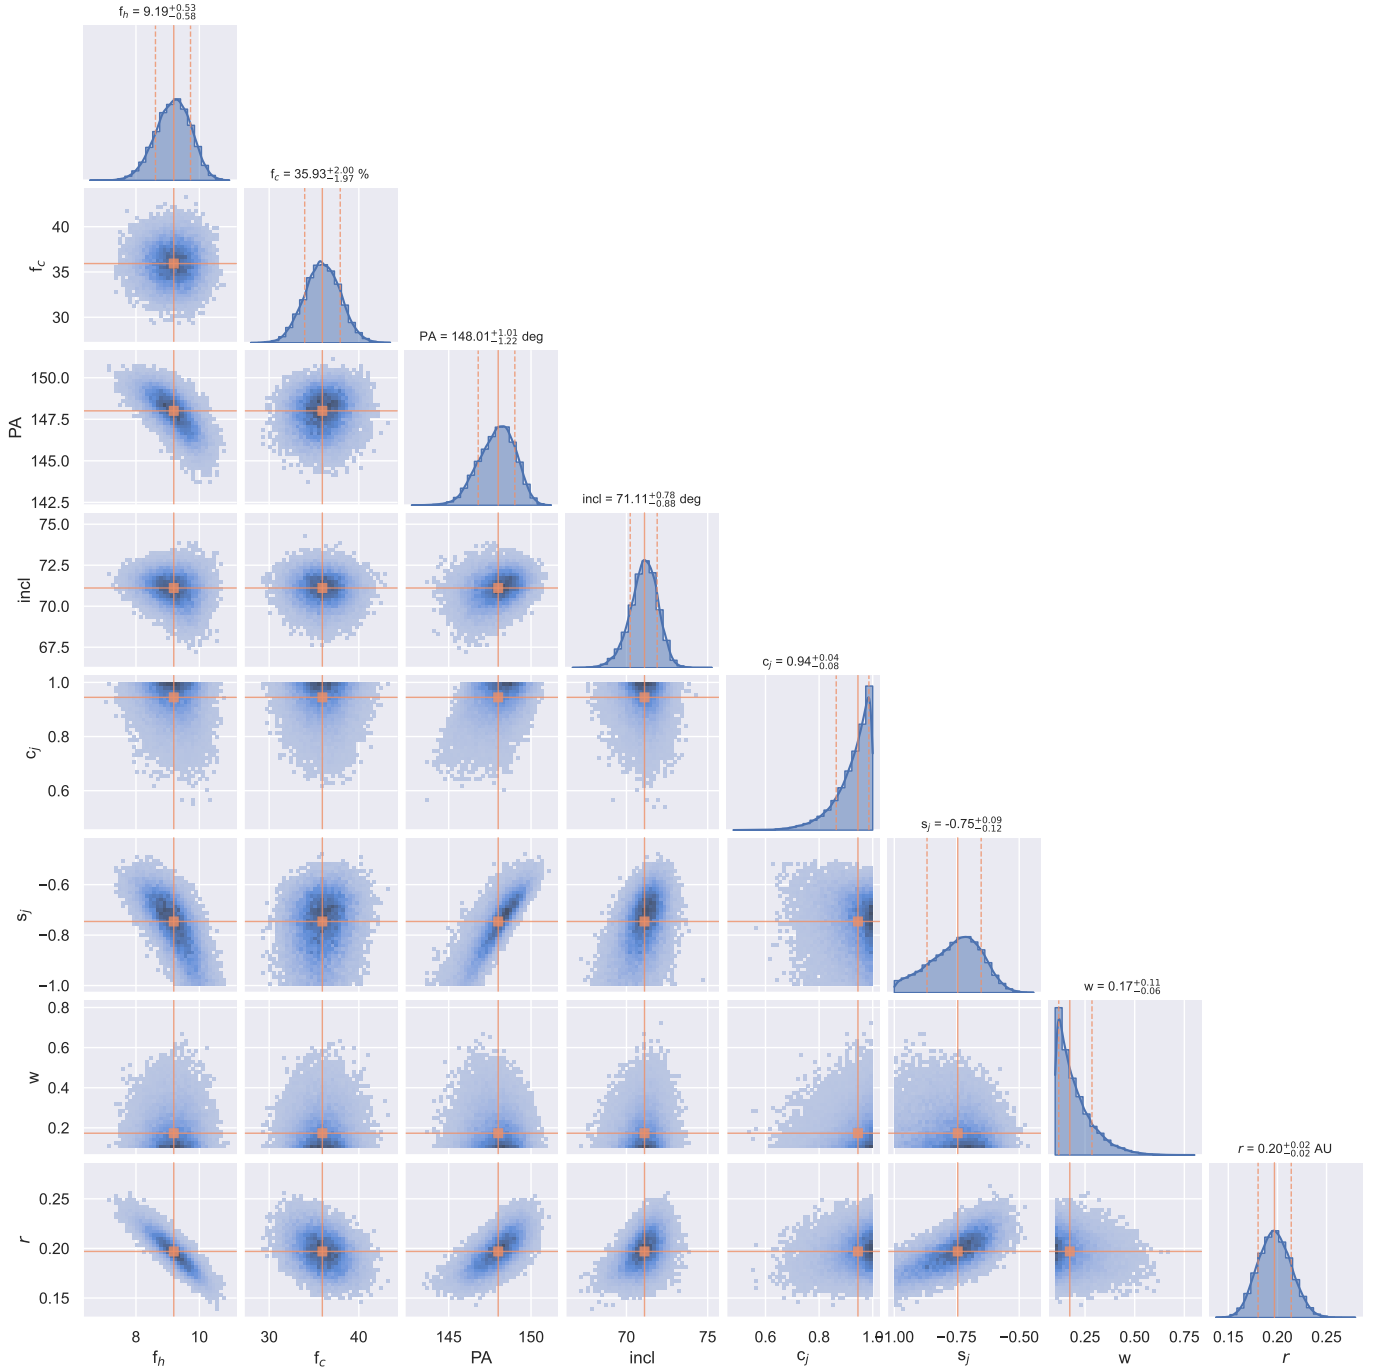 f_h = 9.19^{+0.53}_{−0.58}
f_c = 35.93^{+2.00}_{−1.97} %
40
35
30
f_c
PA = 148.01^{+1.01}_{−1.22} deg
150.0
147.5
145.0
142.5
PA
incl = 71.11^{+0.78}_{−0.88} deg
75.0
72.5
70.0
67.5
incl
c_j = 0.94^{+0.04}_{−0.08}
1.0
0.8
0.6
c_j
s_j = -0.75^{+0.09}_{−0.12}
−0.6
−0.8
−1.0
s_j
w = 0.17^{+0.11}_{−0.06}
0.8
0.6
0.4
0.2
w
r = 0.20^{+0.02}_{−0.02} AU
0.25
0.20
0.15
r
8 10 30 40 145 150 70 75 0.6 0.8 1.0 −1.00 −0.75 −0.50 0.25 0.50 0.75 0.15 0.20 0.25
f_h f_c PA incl c_j s_j w r